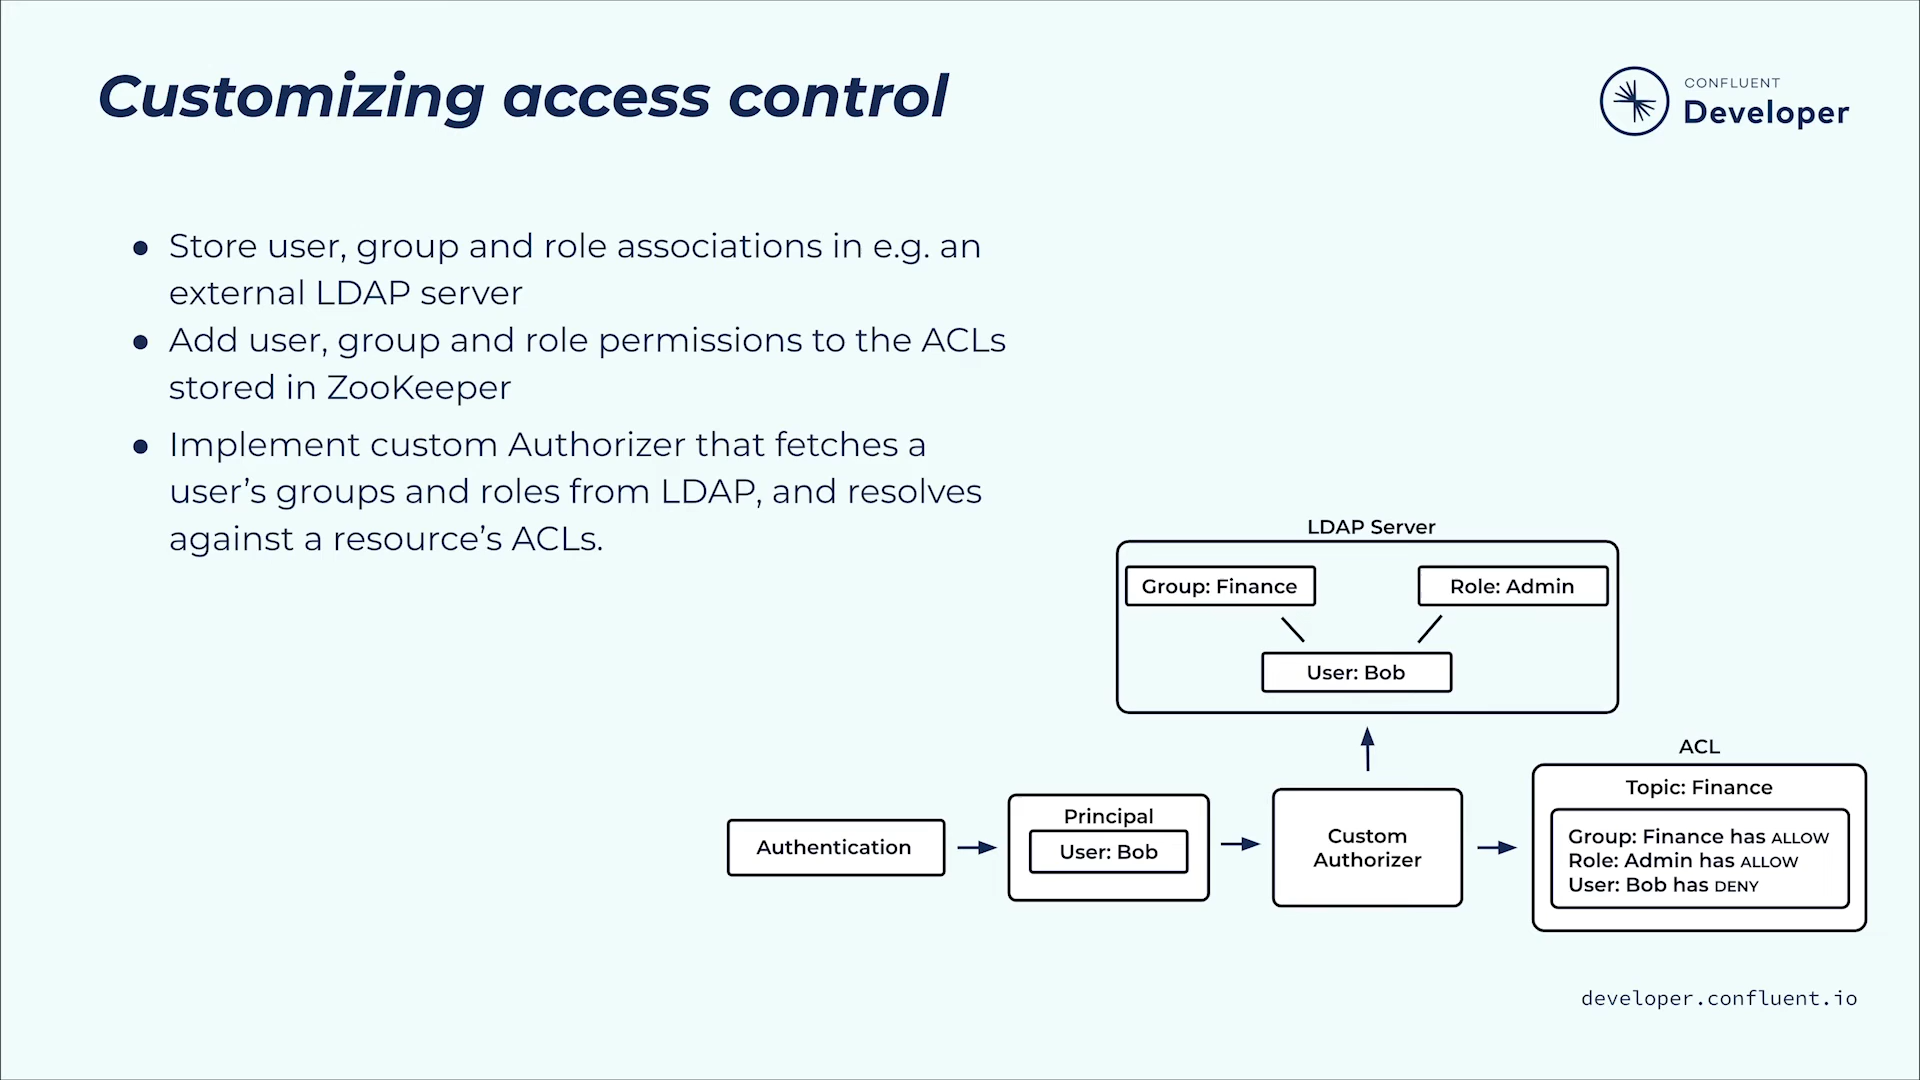 Customizing access control
CONFLUENT
Developer
● Store user, group and role associations in e.g. an
external LDAP server
● Add user, group and role permissions to the ACLs
stored in ZooKeeper
● Implement custom Authorizer that fetches a
user’s groups and roles from LDAP, and resolves
against a resource’s ACLs.
LDAP Server
Group: Finance
Role: Admin
User: Bob
Authentication
Principal
User: Bob
Custom
Authorizer
ACL
Topic: Finance
Group: Finance has ALLOW
Role: Admin has ALLOW
User: Bob has DENY
developer.confluent.io